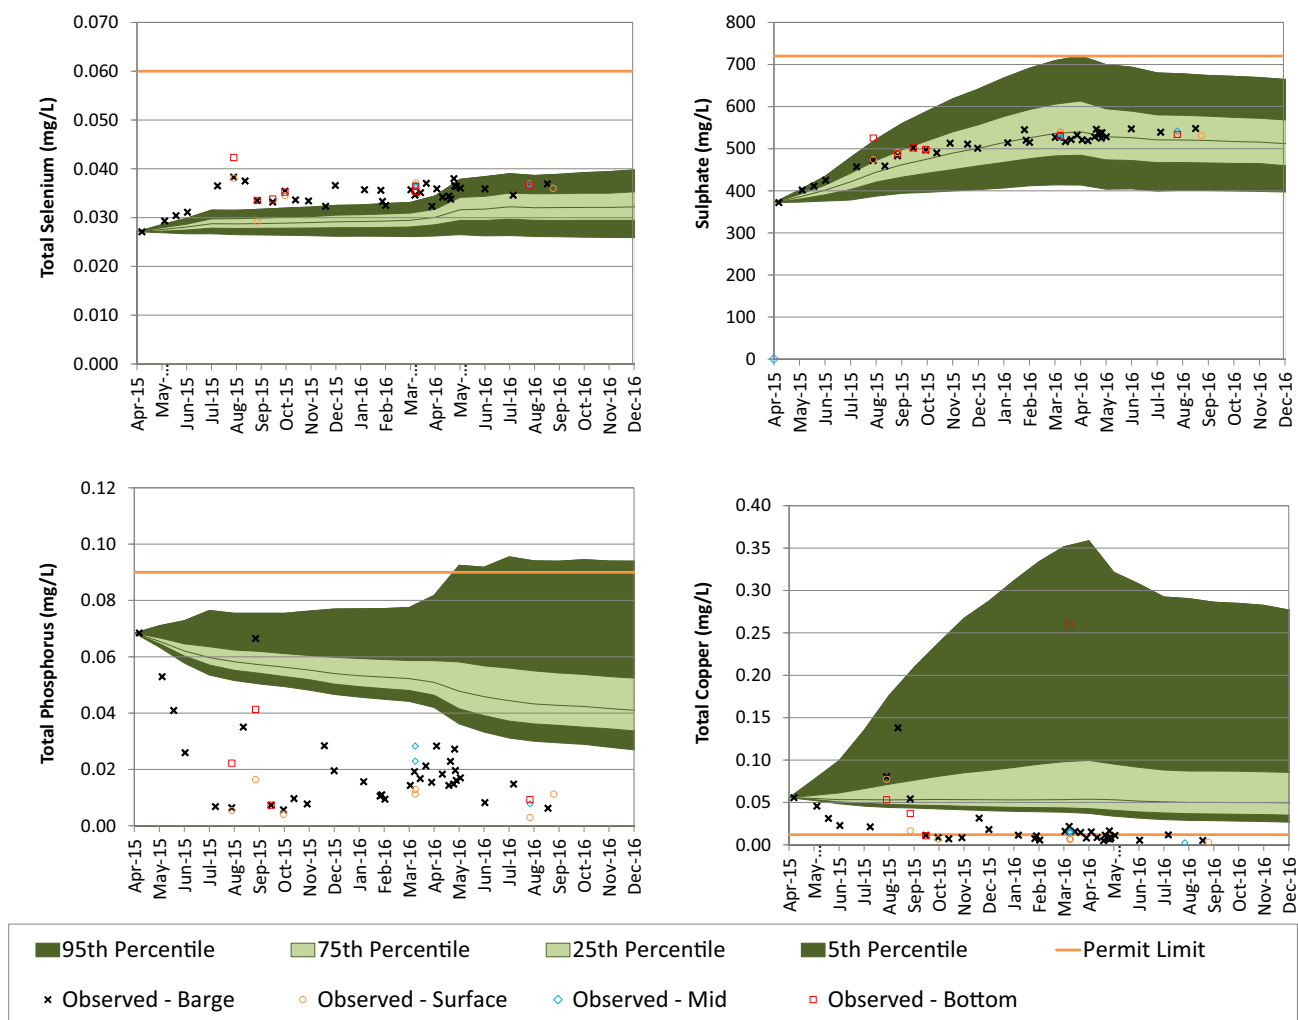 Total Selenium (mg/L)
0.070
0.060
0.050
0.040
0.030
0.020
0.010
0.000
Apr-15
May-...
Jun-15
Jul-15
Aug-15
Sep-15
Oct-15
Nov-15
Dec-15
Jan-16
Feb-16
Mar-...
Apr-16
May-...
Jun-16
Jul-16
Aug-16
Sep-16
Oct-16
Nov-16
Dec-16
Sulphate (mg/L)
800
700
600
500
400
300
200
100
0
Apr-15
May-15
Jun-15
Jul-15
Aug-15
Sep-15
Oct-15
Nov-15
Dec-15
Jan-16
Feb-16
Mar-16
Apr-16
May-16
Jun-16
Jul-16
Aug-16
Sep-16
Oct-16
Nov-16
Dec-16
Total Phosphorus (mg/L)
0.12
0.10
0.08
0.06
0.04
0.02
0.00
Apr-15
May-15
Jun-15
Jul-15
Aug-15
Sep-15
Oct-15
Nov-15
Dec-15
Jan-16
Feb-16
Mar-16
Apr-16
May-16
Jun-16
Jul-16
Aug-16
Sep-16
Oct-16
Nov-16
Dec-16
Total Copper (mg/L)
0.40
0.35
0.30
0.25
0.20
0.15
0.10
0.05
0.00
Apr-15
May-...
Jun-15
Jul-15
Aug-15
Sep-15
Oct-15
Nov-15
Dec-15
Jan-16
Feb-16
Mar-16
Apr-16
May-...
Jun-16
Jul-16
Aug-16
Sep-16
Oct-16
Nov-16
Dec-16
95th Percentile
75th Percentile
25th Percentile
5th Percentile
Permit Limit
Observed - Barge
Observed - Surface
Observed - Mid
Observed - Bottom